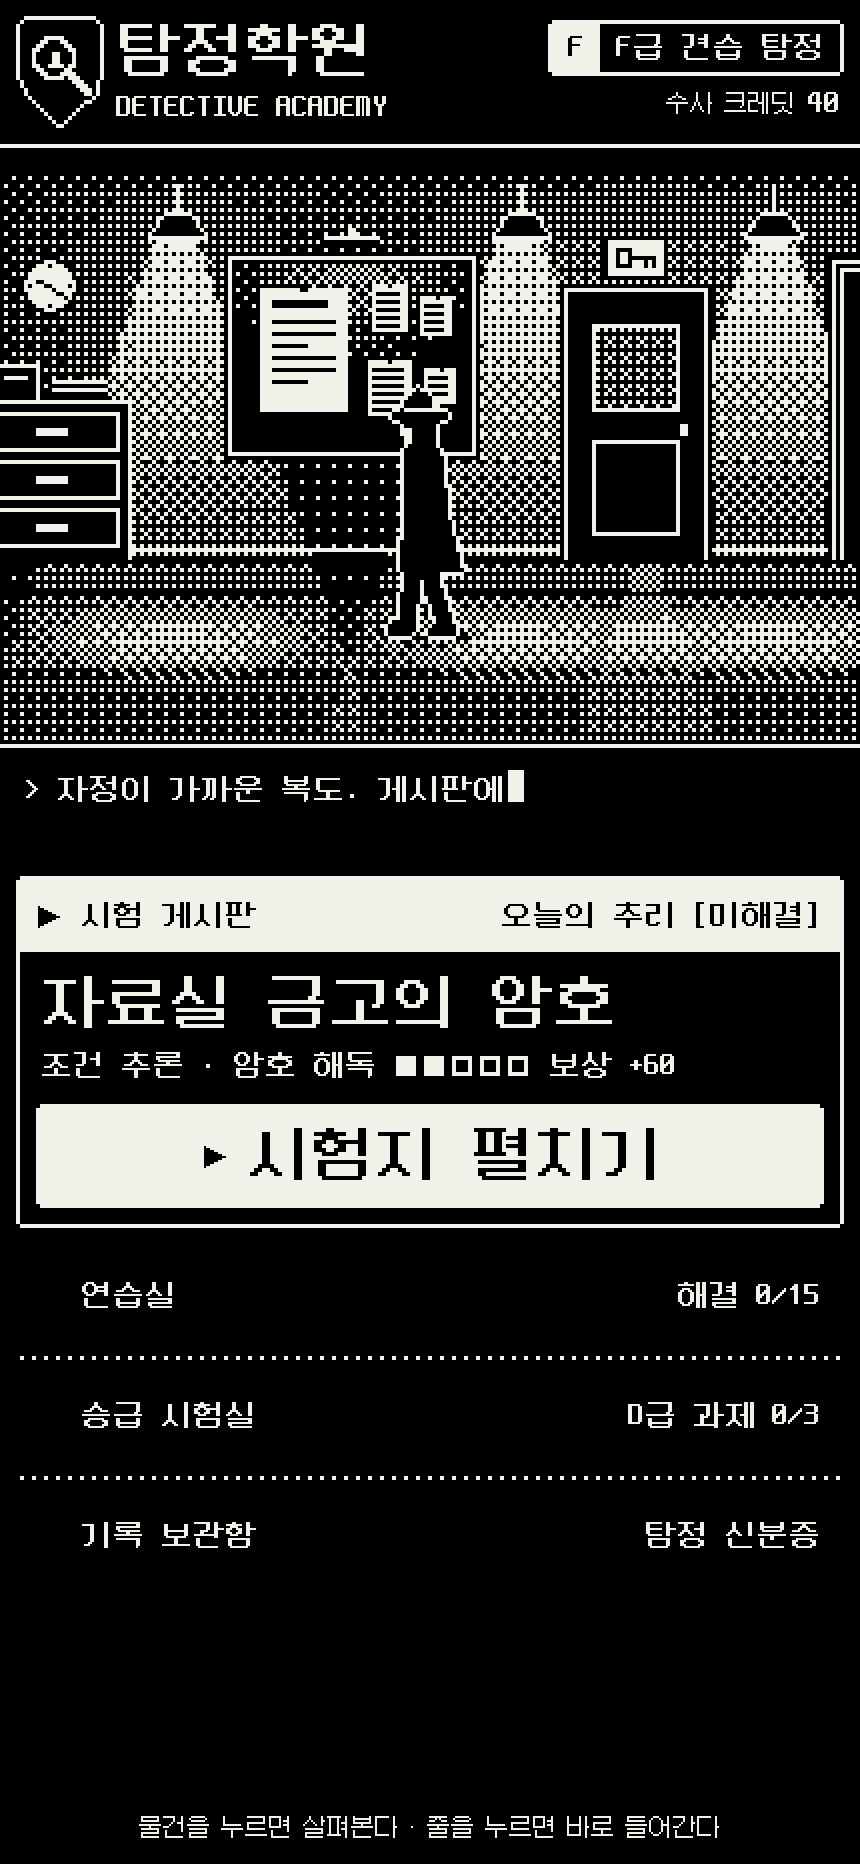 탐정학원
DETECTIVE ACADEMY
F F급 견습 탐정
수사 크레딧 40
> 자정이 가까운 복도. 게시판에
▶ 시험 게시판 오늘의 추리 [미해결]
자료실 금고의 암호
조건 추론 · 암호 해독 ■■□□□ 보상 +60
▶ 시험지 펼치기
연습실 해결 0/15
승급 시험실 D급 과제 0/3
기록 보관함 탐정 신분증
물건을 누르면 살펴본다 · 줄을 누르면 바로 들어간다